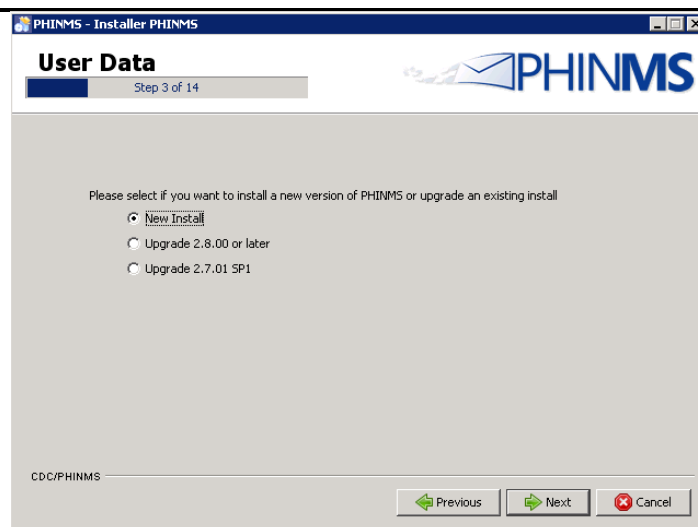 PHINMS - Installer PHINMS
User Data
Step 3 of 14
PHINMS
Please select if you want to install a new version of PHINMS or upgrade an existing install
New Install
Upgrade 2.8.00 or later
Upgrade 2.7.01 SP1
CDC/PHINMS
Previous
Next
Cancel